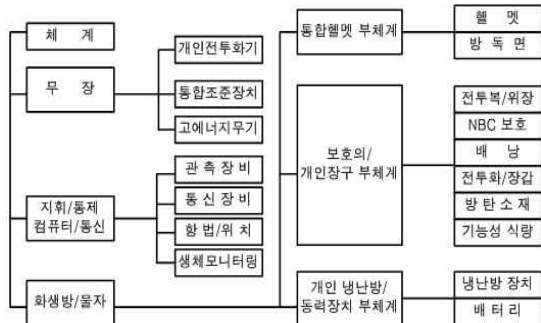 체 계
무 장
개인전투화기
통합조준장치
고에너지무기
지휘/통제
컴퓨터/통신
관 측 장 비
통 신 장 비
항 법/위 치
생체모니터링
화생방/물자
통합헬멧 부체계
헬 멧
방 독 면
보호의/
개인장구 부체계
전투복/위장
NBC 보호
배 낭
전투화/장갑
방 탄 소 재
기능성 식량
개인 냉난방/
동력장치 부체계
냉난방 장치
배 터 리